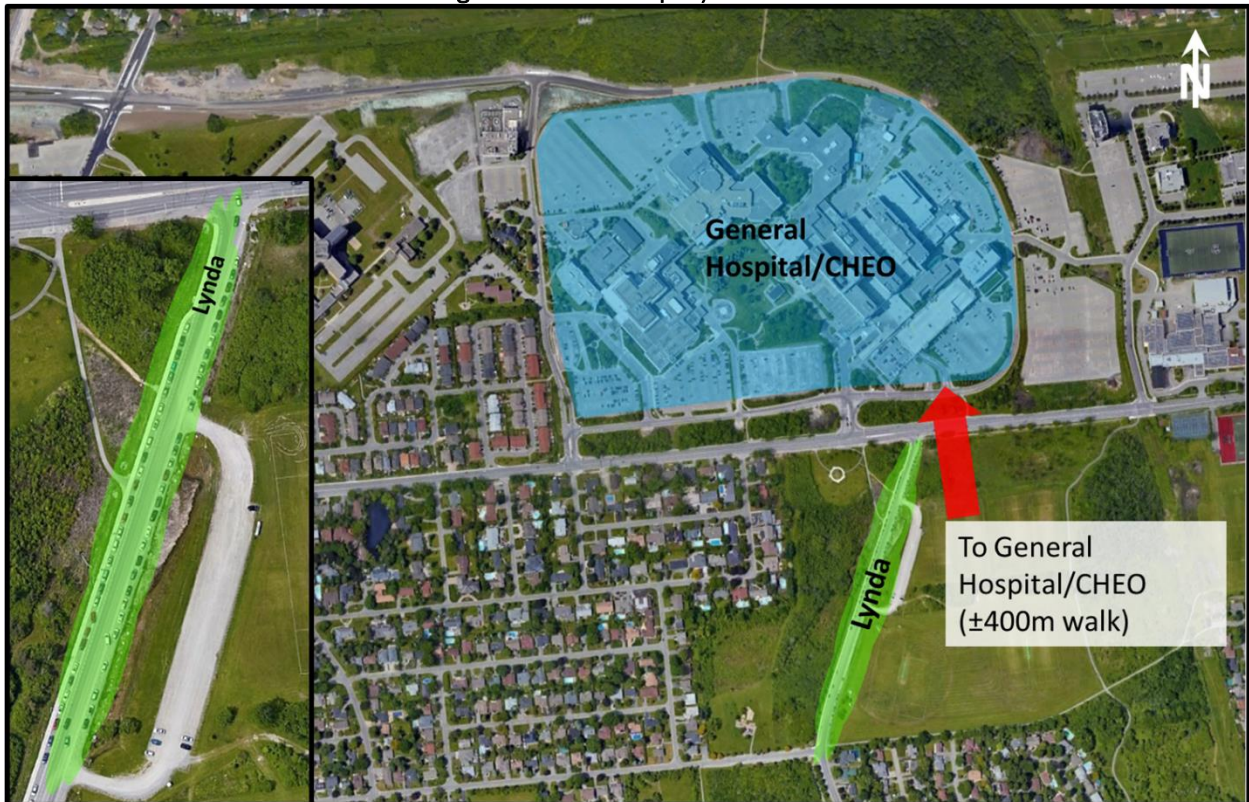 N
General
Hospital/CHEO
Lynda
Lynda
To General
Hospital/CHEO
(±400m walk)